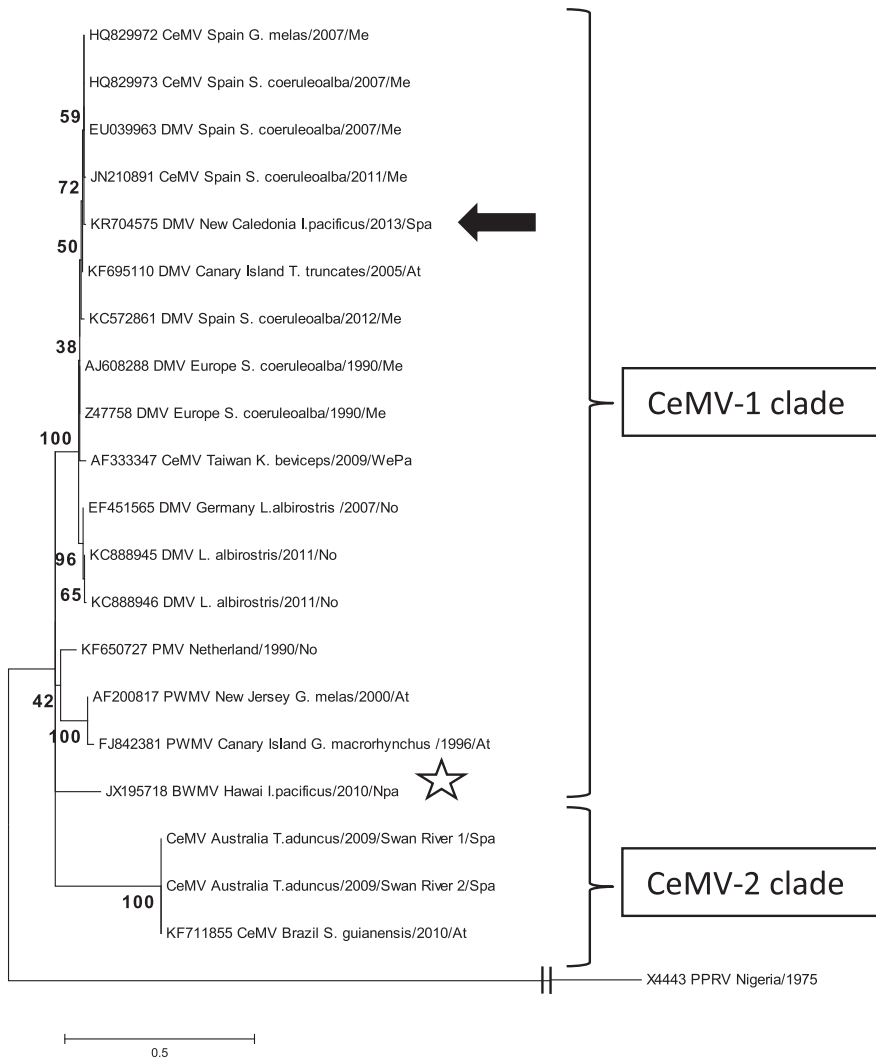 HQ829972 CeMV Spain G. melas/2007/Me
HQ829973 CeMV Spain S. coeruleoalba/2007/Me
59
EU039963 DMV Spain S. coeruleoalba/2007/Me
JN210891 CeMV Spain S. coeruleoalba/2011/Me
72
KR704575 DMV New Caledonia I.pacificus/2013/Spa
50
KF695110 DMV Canary Island T. truncates/2005/At
KC572861 DMV Spain S. coeruleoalba/2012/Me
38
AJ608288 DMV Europe S. coeruleoalba/1990/Me
CeMV-1 clade
Z47758 DMV Europe S. coeruleoalba/1990/Me
100
AF333347 CeMV Taiwan K. beviceps/2009/WePa
EF451565 DMV Germany L.albirostris /2007/No
96
KC888945 DMV L. albirostris/2011/No
65
KC888946 DMV L. albirostris/2011/No
KF650727 PMV Netherland/1990/No
42
AF200817 PWMV New Jersey G. melas/2000/At
100
FJ842381 PWMV Canary Island G. macrorhynchus /1996/At
JX195718 BWMV Hawai I.pacificus/2010/Npa
CeMV Australia T.aduncus/2009/Swan River 1/Spa
CeMV Australia T.aduncus/2009/Swan River 2/Spa
CeMV-2 clade
100
KF711855 CeMV Brazil S. guianensis/2010/At
X4443 PPRV Nigeria/1975
0.5